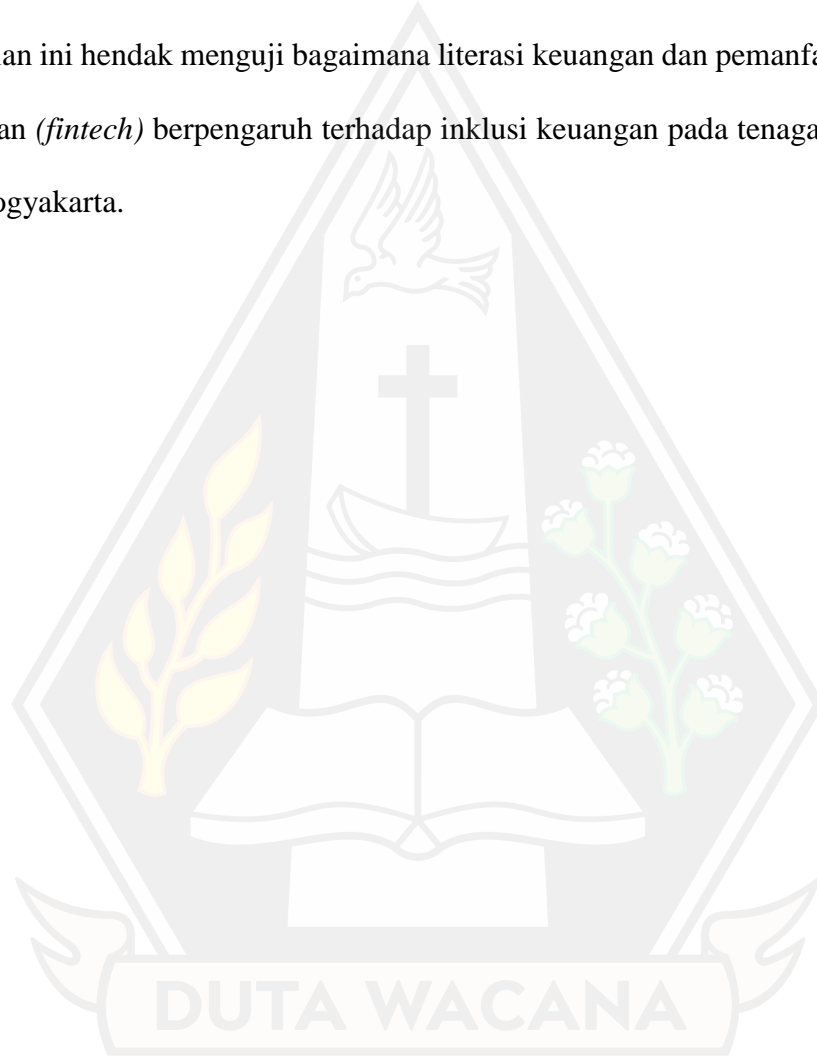 an ini hendak menguji bagaimana literasi keuangan dan pemanfa
an (fintech) berpengaruh terhadap inklusi keuangan pada tenaga
ogyakarta.
DUTA WACANA